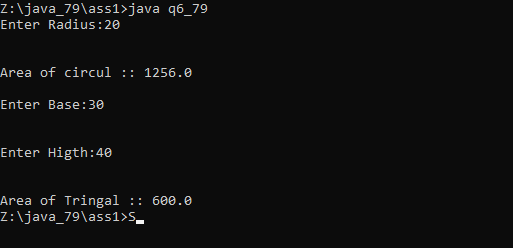 Z:\java_79\ass1>java q6_79
Enter Radius:20
Area of circul :: 1256.0
Enter Base:30
Enter Higth:40
Area of Tringal :: 600.0
Z:\java_79\ass1>S